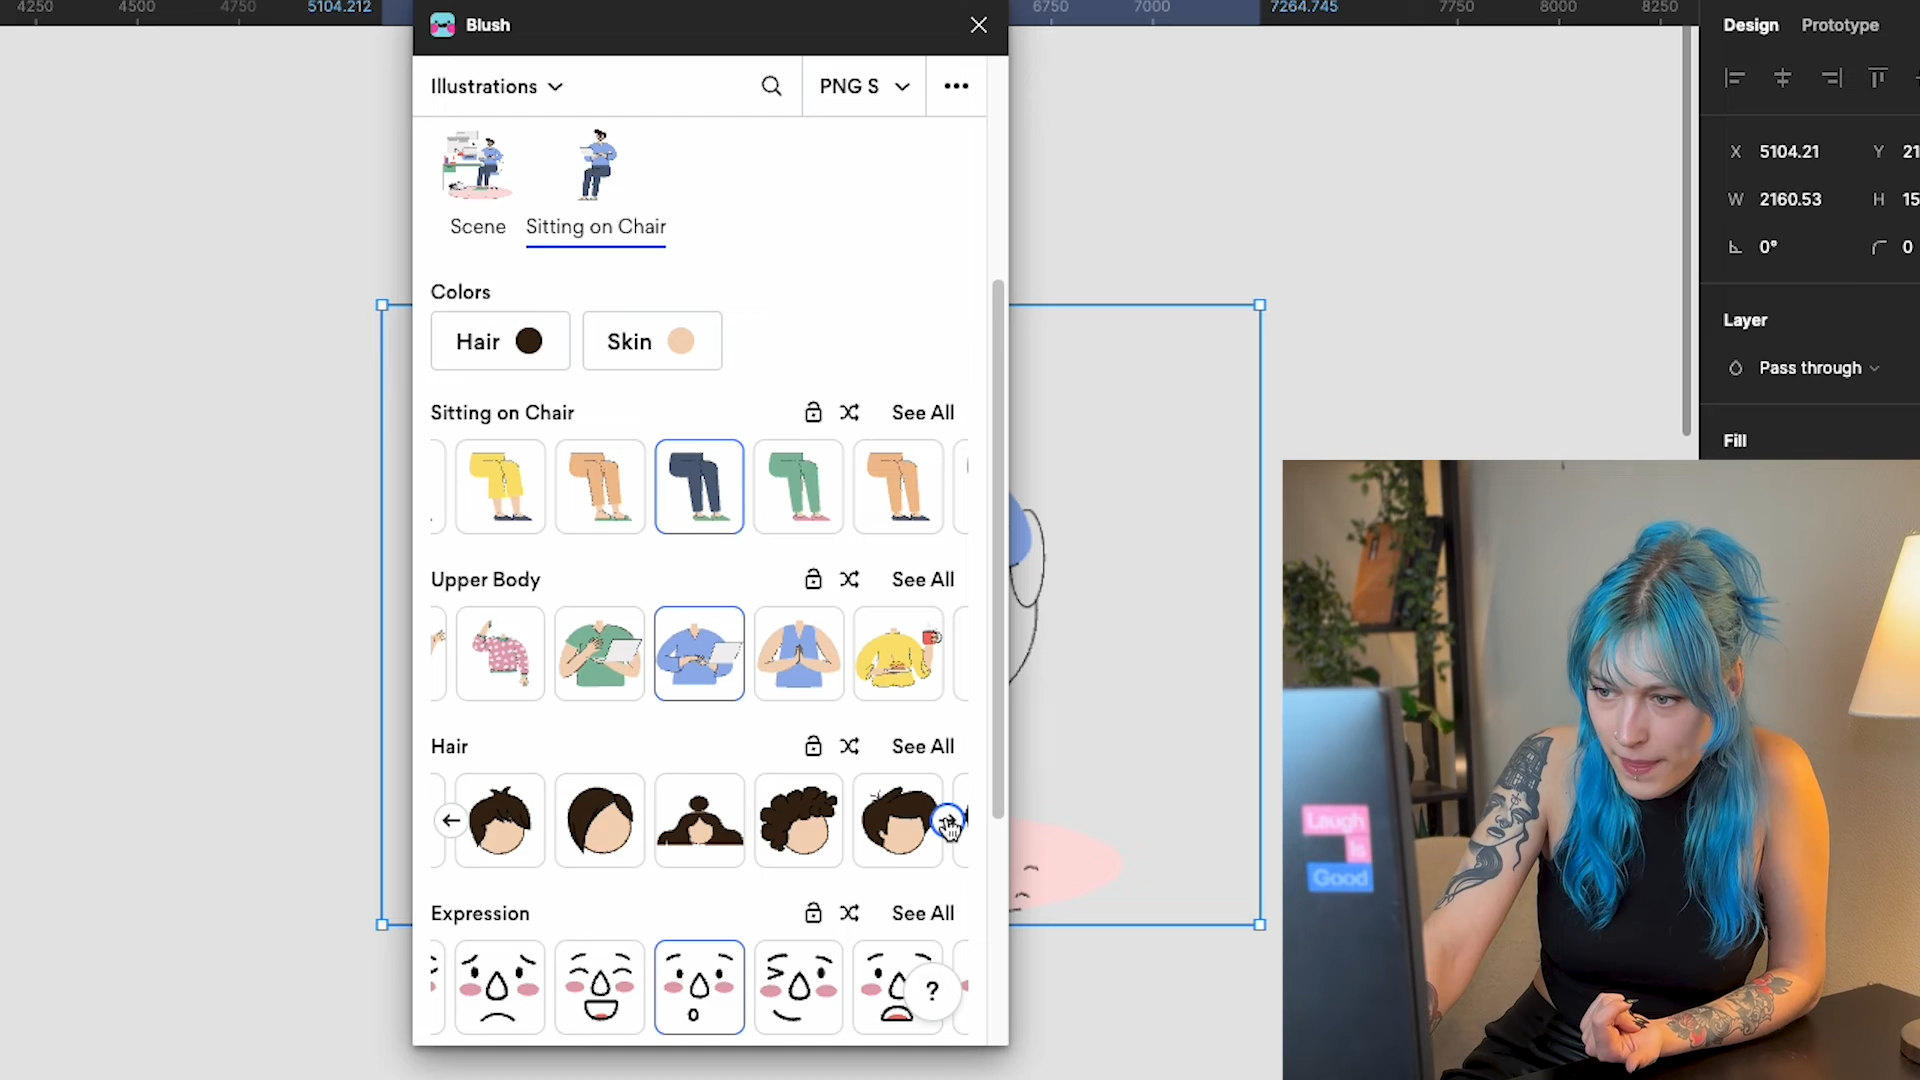 4250 4500 4750 5104.212 6750 7000 7264.745 7750 8000 8250
Blush
Design Prototype
Illustrations PNG S
X 5104.21 Y 21
W 2160.53 H 15
0° 0
Scene Sitting on Chair
Colors
Hair Skin
Layer
Pass through
Fill
Sitting on Chair See All
Upper Body See All
Hair See All
Laugh
Is
Good
Expression See All
?